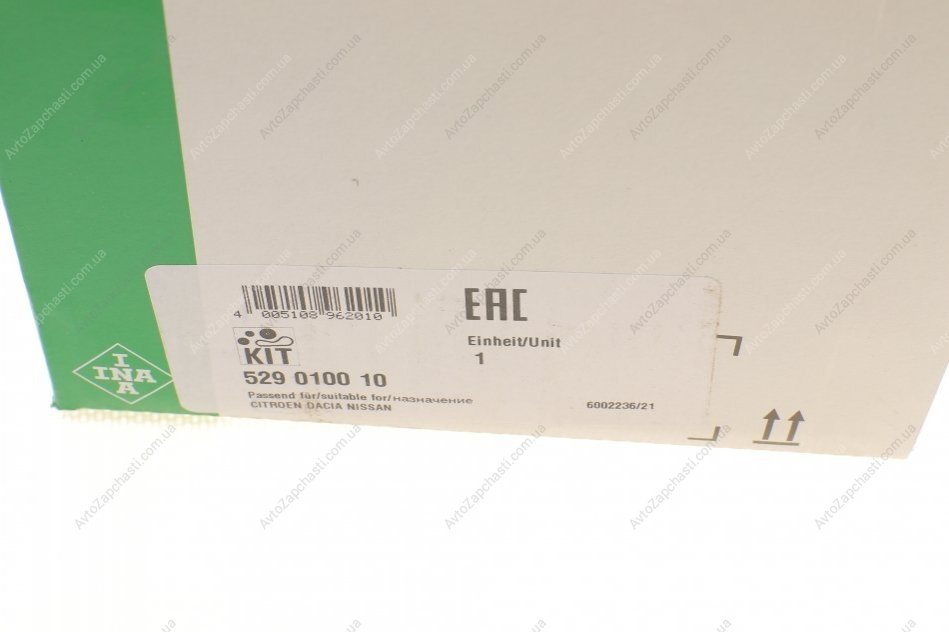 I
INA
A
4 005108 962010
EAC
KIT
Einheit/Unit
1
529 0100 10
Passend für/suitable for/назначение
CITROEN DACIA NISSAN
6002236/21
AvtoZapchasti.com.ua